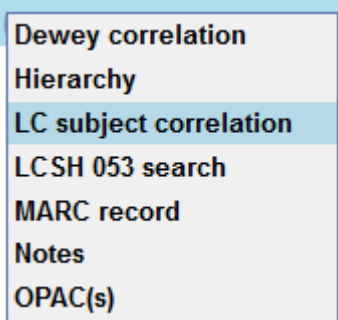 Dewey correlation
Hierarchy
LC subject correlation
LCSH 053 search
MARC record
Notes
OPAC(s)